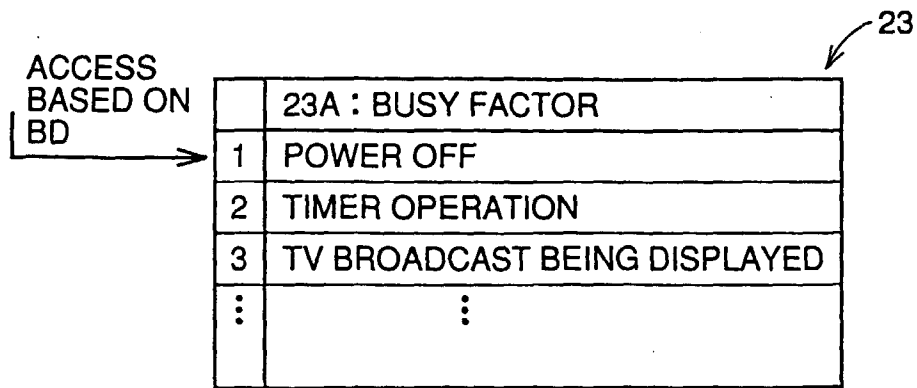 23
ACCESS
BASED ON
BD
23A : BUSY FACTOR
1 POWER OFF
2 TIMER OPERATION
3 TV BROADCAST BEING DISPLAYED
⋮ ⋮